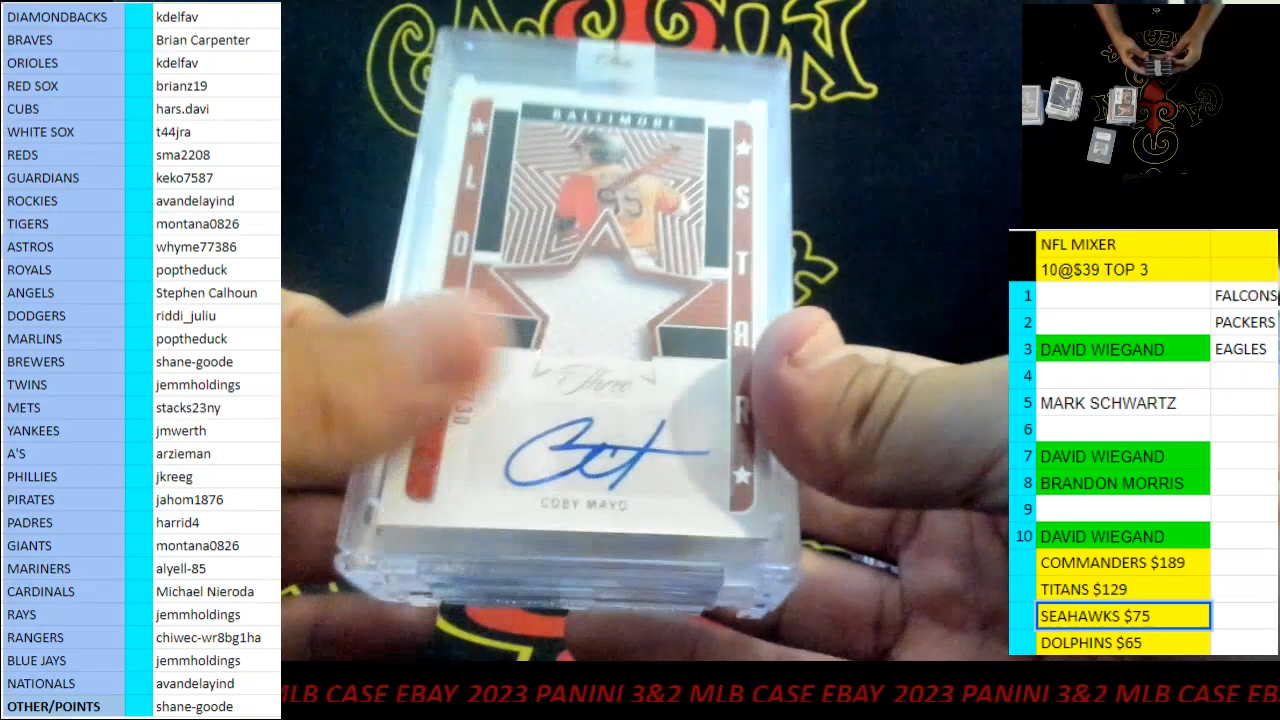 DIAMONDBACKS kdelfav
BRAVES Brian Carpenter
ORIOLES kdelfav
RED SOX brianz19
CUBS hars.davi
WHITE SOX t44jra
REDS sma2208
GUARDIANS keko7587
ROCKIES avandelayind
TIGERS montana0826
ASTROS whyme77386
ROYALS poptheduck
ANGELS Stephen Calhoun
DODGERS riddi_juliu
MARLINS poptheduck
BREWERS shane-goode
TWINS jemmholdings
METS stacks23ny
YANKEES jmwerth
A'S arzieman
PHILLIES jkreeg
PIRATES jahom1876
PADRES harrid4
GIANTS montana0826
MARINERS alyell-85
CARDINALS Michael Nieroda
RAYS jemmholdings
RANGERS chiwec-wr8bg1ha
BLUE JAYS jemmholdings
NATIONALS avandelayind
OTHER/POINTS shane-goode
BALTIMORE
LO
STAR
95
Three
COBY MAYO
NFL MIXER
10@$39 TOP 3
1 FALCONS
2 PACKERS
3 DAVID WIEGAND EAGLES
4
5 MARK SCHWARTZ
6
7 DAVID WIEGAND
8 BRANDON MORRIS
9
10 DAVID WIEGAND
COMMANDERS $189
TITANS $129
SEAHAWKS $75
DOLPHINS $65
MLB CASE EBAY 2023 PANINI 3&2 MLB CASE EBAY 2023 PANINI 3&2 MLB CASE EB